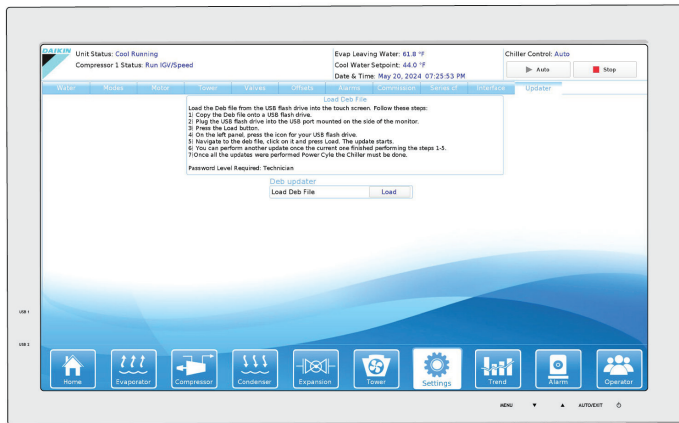 DAIKIN
Unit Status: Cool Running
Compressor 1 Status: Run IGV/Speed
Evap Leaving Water: 61.8 °F
Cool Water Setpoint: 44.0 °F
Date & Time: May 20, 2024 07:25:53 PM
Chiller Control: Auto
Auto
Stop
Water Modes Motor Tower Valves Offsets Alarms Commission Series cf Interface Updater
Load Deb File
Load the Deb file from the USB flash drive into the touch screen. Follow these steps:
1) Copy the Deb file onto a USB flash drive.
2) Plug the USB flash drive into the USB port mounted on the side of the monitor.
3) Press the Load button.
4) On the left panel, press the icon for your USB flash drive.
5) Navigate to the deb file, click on it and press Load. The update starts.
6) You can perform another update once the current one finished performing the steps 1-5.
7)Once all the updates were performed Power Cyle the Chiller must be done.
Password Level Required: Technician
Deb updater
Load Deb File Load
USB 1
USB 2
Home Evaporator Compressor Condenser Expansion Tower Settings Trend Alarm Operator
MENU ▼ ▲ AUTO/EXIT